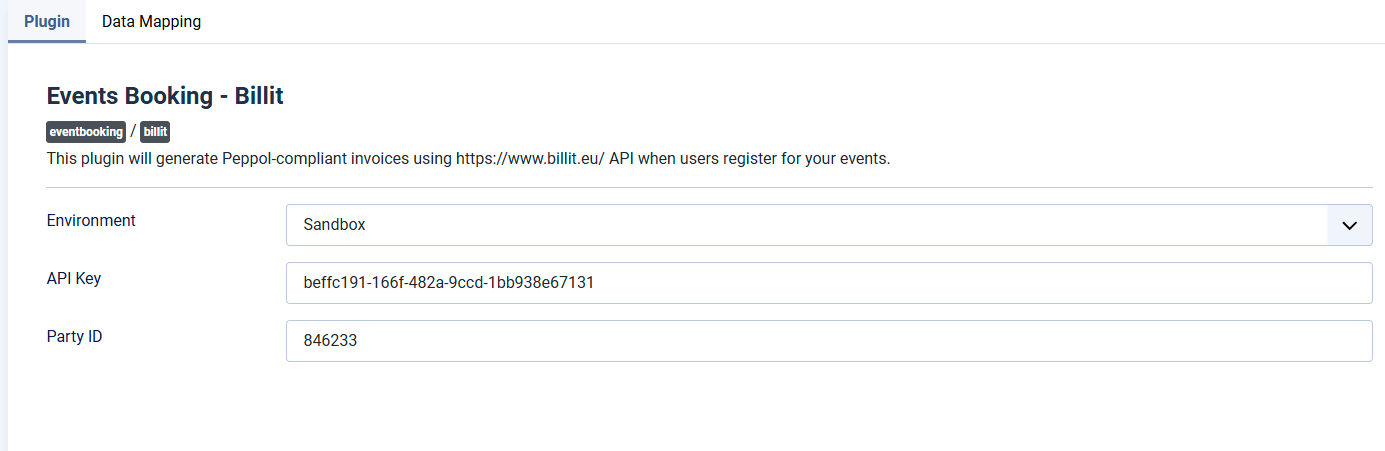 Plugin Data Mapping
Events Booking - Billit
eventbooking / billit
This plugin will generate Peppol-compliant invoices using https://www.billit.eu/ API when users register for your events.
Environment Sandbox
API Key beffc191-166f-482a-9ccd-1bb938e67131
Party ID 846233